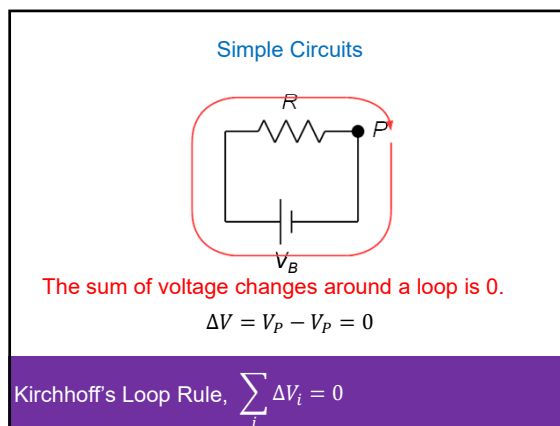 Simple Circuits
R
P
V_B
The sum of voltage changes around a loop is 0.
Δ𝑉 = 𝑉_𝑃 − 𝑉_𝑃 = 0
Kirchhoff's Loop Rule, ∑_𝑖 Δ𝑉_𝑖 = 0